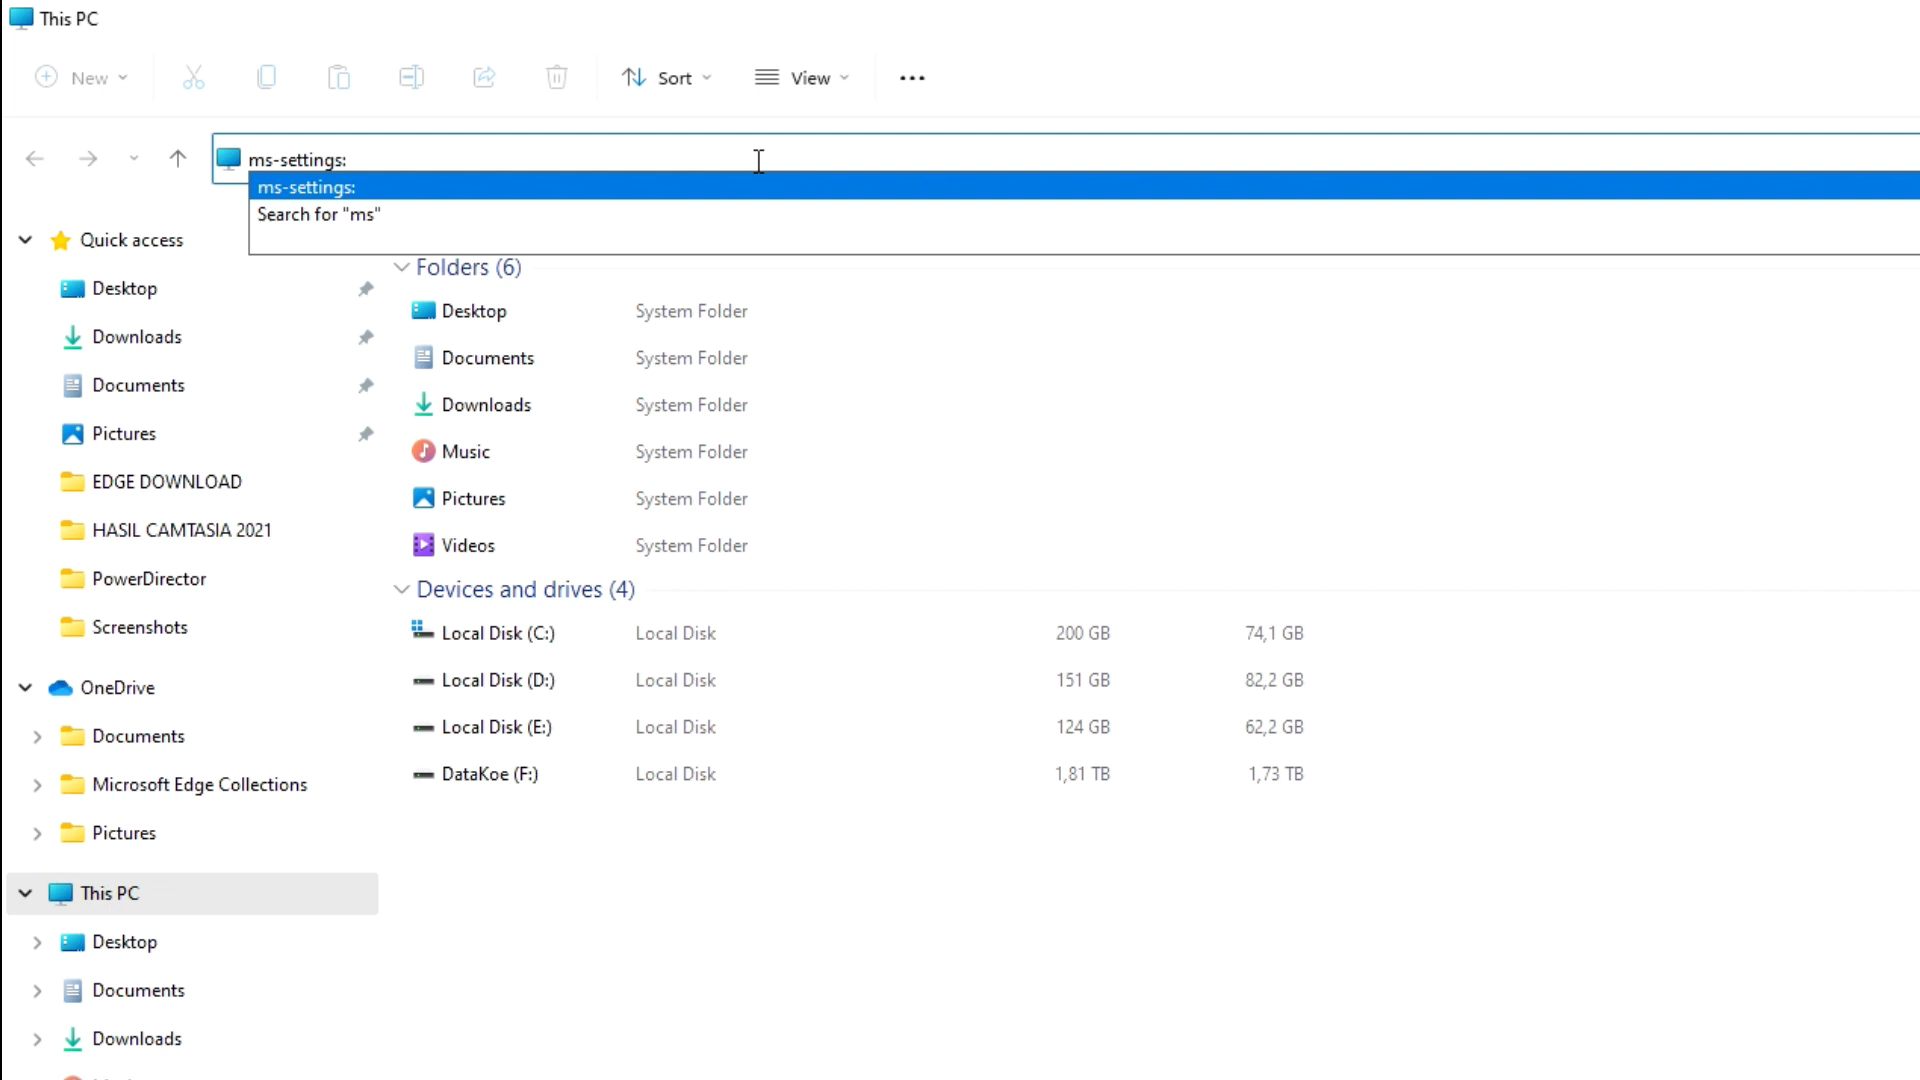 This PC
New
Sort
View
ms-settings:
ms-settings:
Search for "ms"
Quick access
Desktop
Downloads
Documents
Pictures
EDGE DOWNLOAD
HASIL CAMTASIA 2021
PowerDirector
Screenshots
OneDrive
Documents
Microsoft Edge Collections
Pictures
This PC
Desktop
Documents
Downloads
Folders (6)
Desktop System Folder
Documents System Folder
Downloads System Folder
Music System Folder
Pictures System Folder
Videos System Folder
Devices and drives (4)
Local Disk (C:) Local Disk 200 GB 74,1 GB
Local Disk (D:) Local Disk 151 GB 82,2 GB
Local Disk (E:) Local Disk 124 GB 62,2 GB
DataKoe (F:) Local Disk 1,81 TB 1,73 TB